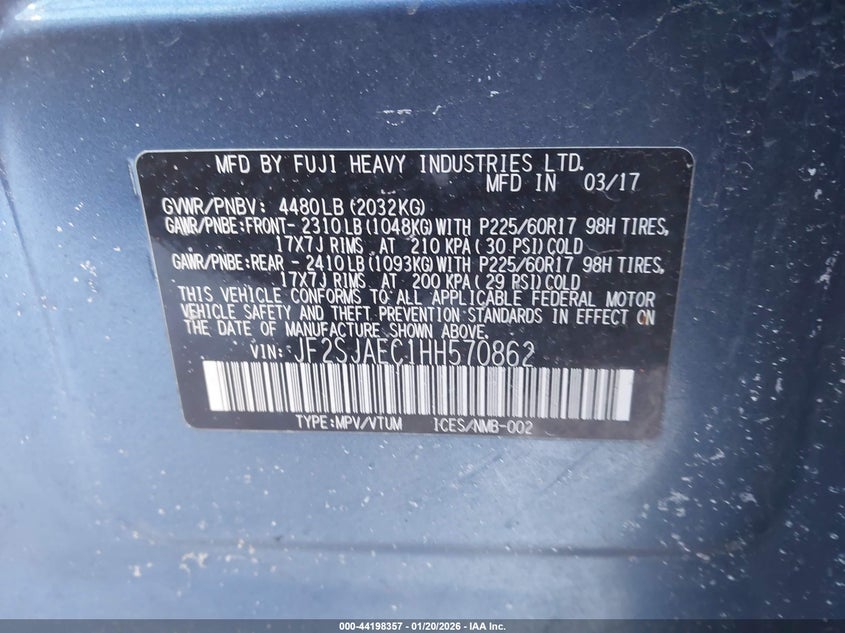 MFD BY FUJI HEAVY INDUSTRIES LTD.
MFD IN 03/17
GVWR/PNBV: 4480LB(2032KG)
GAWR/PNBE:FRONT- 2310LB(1048KG)WITH P225/60R17 98H TIRES,
17X7J RIMS AT 210 KPA( 30 PSI)COLD
GAWR/PNBE:REAR - 2410LB(1093KG)WITH P225/60R17 98H TIRES,
17X7J RIMS AT 200 KPA( 29 PSI)COLD
THIS VEHICLE CONFORMS TO ALL APPLICABLE FEDERAL MOTOR
VEHICLE SAFETY AND THEFT PREVENTION STANDARDS IN EFFECT ON
THE DATE OF MANUFACTURE SHOWN ABOVE.
VIN: JF2SJAEC1HH570862
TYPE:MPV/VTUM ICES/NMB-002
000-44198357 - 01/20/2026 - IAA Inc.